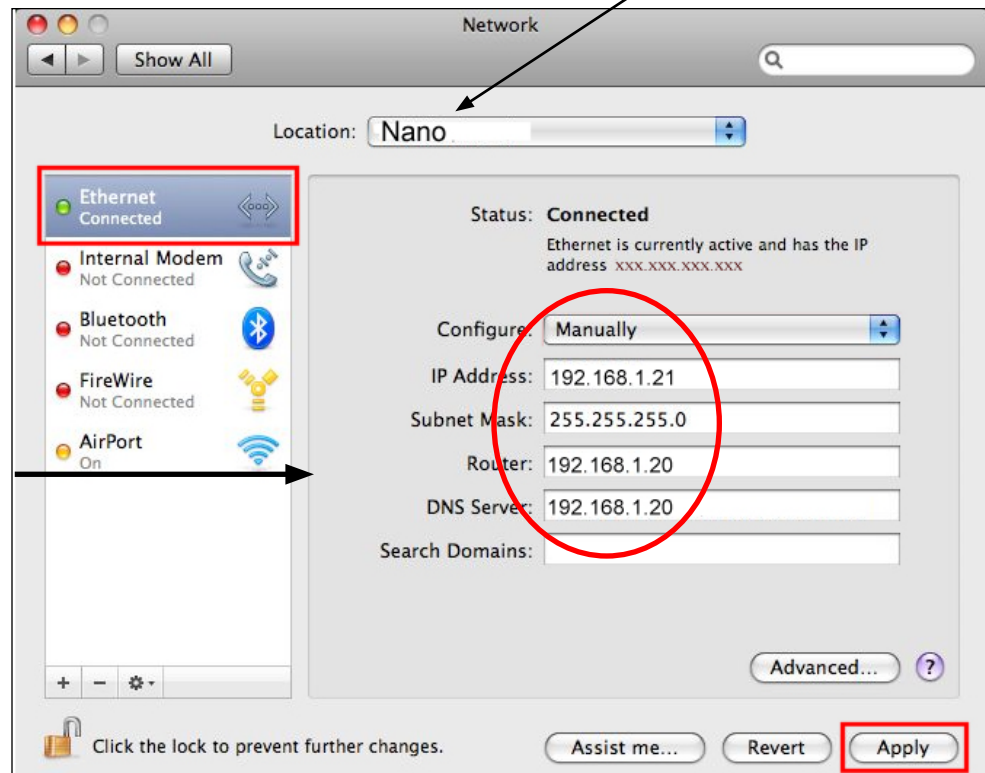 Network
Show All
Location: Nano
Ethernet
Connected
Internal Modem
Not Connected
Bluetooth
Not Connected
FireWire
Not Connected
AirPort
On
Status: Connected
Ethernet is currently active and has the IP
address xxx.xxx.xxx.xxx
Configure: Manually
IP Address: 192.168.1.21
Subnet Mask: 255.255.255.0
Router: 192.168.1.20
DNS Server: 192.168.1.20
Search Domains:
Advanced... ?
+ -
Click the lock to prevent further changes.
Assist me... Revert Apply